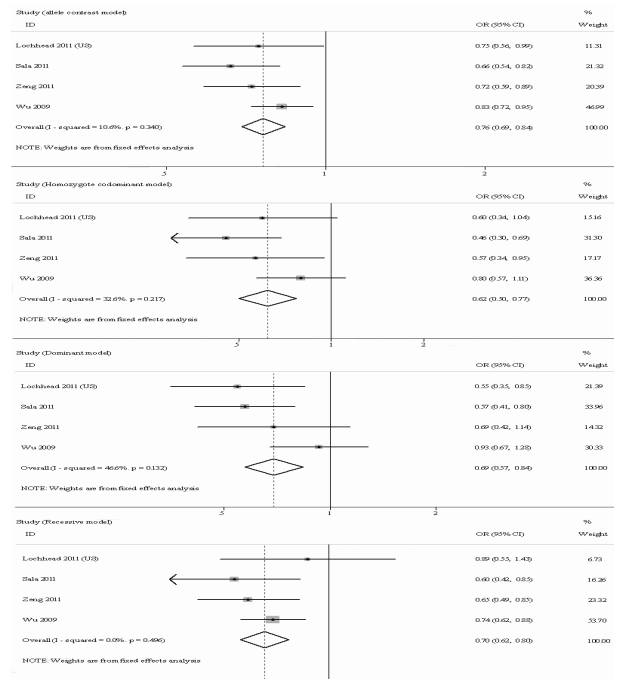 Study (allele contrast model) %
ID OR (95% CI) Weight
Lochhead 2011 (US) 0.75 (0.56, 0.99) 11.31
Sala 2011 0.66 (0.54, 0.82) 21.32
Zeng 2011 0.72 (0.59, 0.89) 20.39
Wu 2009 0.83 (0.72, 0.95) 46.99
Overall (I - squared = 10.6%. p = 0.340) 0.76 (0.69, 0.84) 100.00
NOTE: Weights are from fixed effects analysis
.5 1 2
Study (Homozygote codominant model) %
ID OR (95% CI) Weight
Lochhead 2011 (US) 0.60 (0.34, 1.04) 15.16
Sala 2011 0.46 (0.30, 0.69) 31.30
Zeng 2011 0.57 (0.34, 0.95) 17.17
Wu 2009 0.80 (0.57, 1.11) 36.36
Overall (I - squared = 32.6%. p = 0.217) 0.62 (0.50, 0.77) 100.00
NOTE: Weights are from fixed effects analysis
.5 1 2
Study (Dominant model) %
ID OR (95% CI) Weight
Lochhead 2011 (US) 0.55 (0.35, 0.85) 21.39
Sala 2011 0.57 (0.41, 0.80) 33.96
Zeng 2011 0.69 (0.42, 1.14) 14.32
Wu 2009 0.93 (0.67, 1.28) 30.33
Overall (I - squared = 46.6%. p = 0.132) 0.69 (0.57, 0.84) 100.00
NOTE: Weights are from fixed effects analysis
.5 1 2
Study (Recessive model) %
ID OR (95% CI) Weight
Lochhead 2011 (US) 0.89 (0.55, 1.43) 6.73
Sala 2011 0.60 (0.42, 0.85) 16.26
Zeng 2011 0.65 (0.49, 0.85) 23.32
Wu 2009 0.74 (0.62, 0.88) 53.70
Overall (I - squared = 0.0%. p = 0.496) 0.70 (0.62, 0.80) 100.00
NOTE: Weights are from fixed effects analysis